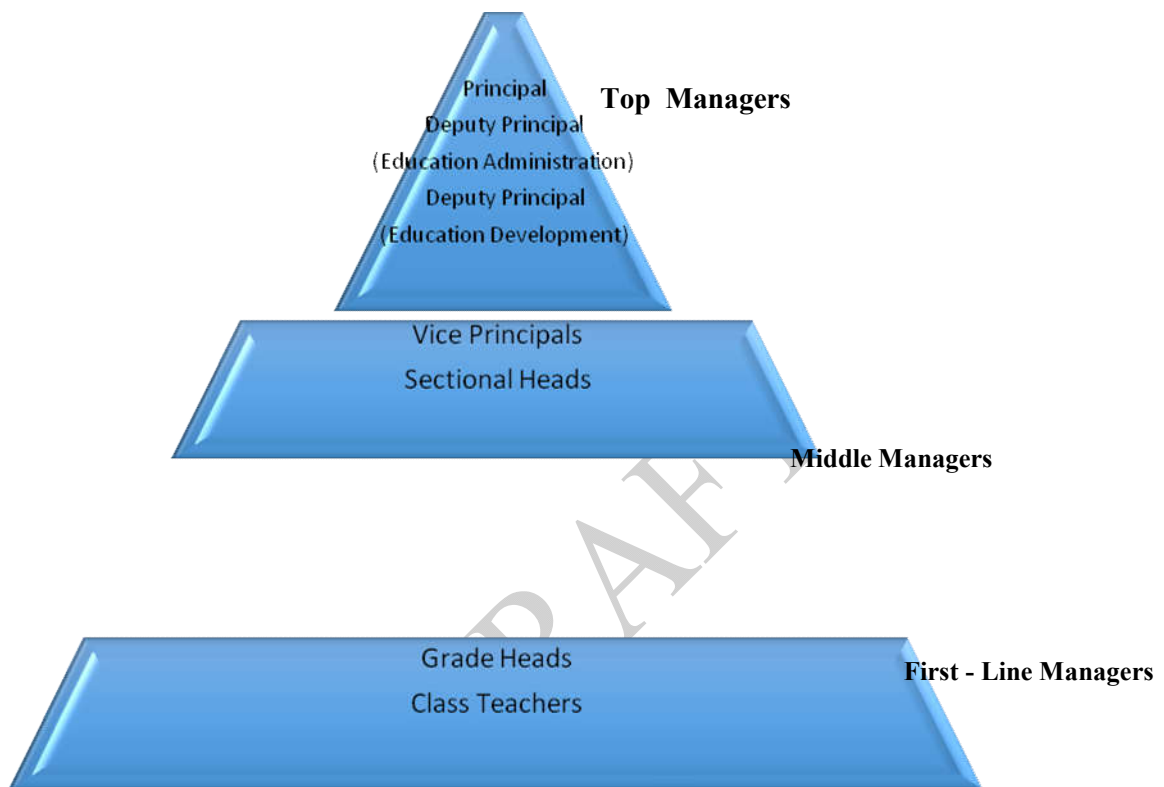 Principal
Top Managers
Deputy Principal
(Education Administration)
Deputy Principal
(Education Development)
Vice Principals
Sectional Heads
Middle Managers
DRAFT
Grade Heads
Class Teachers
First - Line Managers